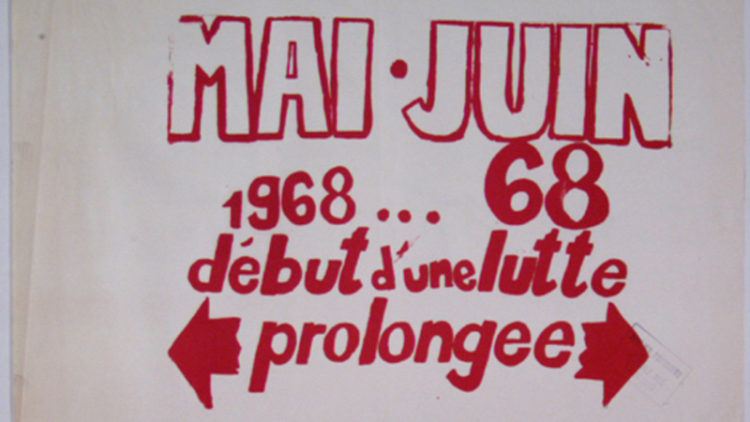 MAI·JUIN
68
1968 ...
début d'une lutte
prolongee